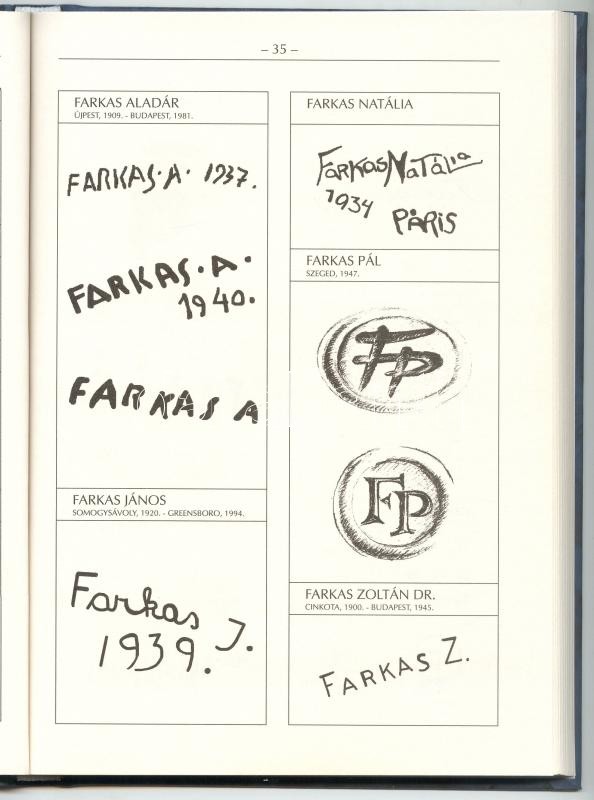 – 35 –
FARKAS ALADÁR
ÚJPEST, 1909. - BUDAPEST, 1981.
FARKAS·A· 1937.
FARKAS·A·
1940.
FARKAS A
FARKAS JÁNOS
SOMOGYSÁVOLY, 1920. - GREENSBORO, 1994.
Farkas J.
1939.
FARKAS NATÁLIA
FARKAS NATÁLIA
1934
PÁRIS
FARKAS PÁL
SZEGED, 1947.
FP
FP
FARKAS ZOLTÁN DR.
CINKOTA, 1900. - BUDAPEST, 1945.
FARKAS Z.